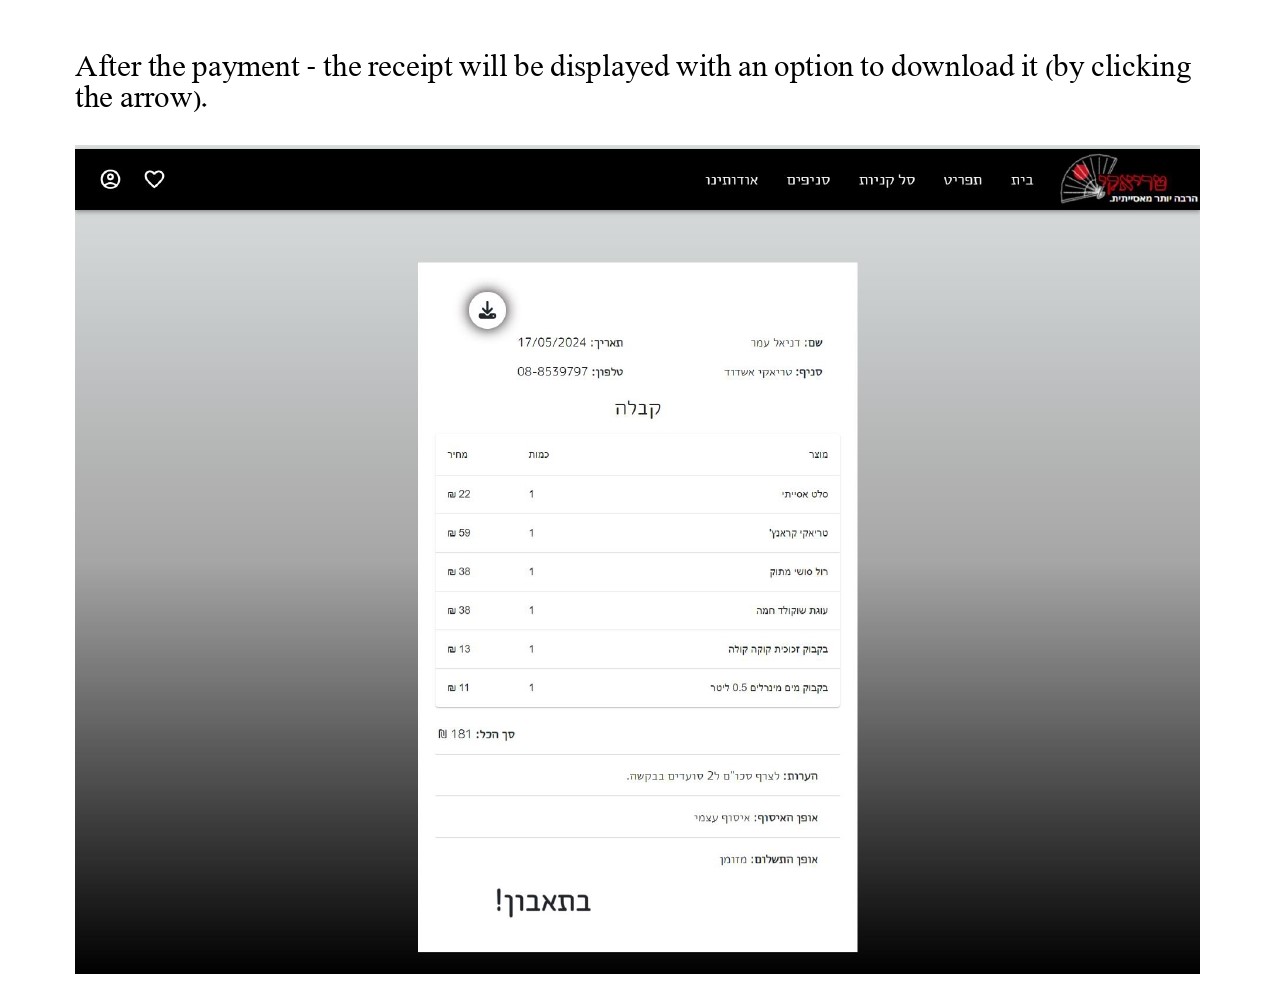 After the payment - the receipt will be displayed with an option to download it (by clicking
the arrow).
טריאקי
הרבה יותר מאסייתית.
בית תפריט סל קניות סניפים אודותינו
שם: דניאל עמר תאריך: 17/05/2024
סניף: טריאקי אשדוד טלפון: 08-8539797
קבלה
מוצר כמות מחיר
סלט אסייתי 1 22 ₪
טריאקי קראנץ' 1 59 ₪
רול סושי מתוק 1 38 ₪
עוגת שוקולד חמה 1 38 ₪
בקבוק זכוכית קוקה קולה 1 13 ₪
בקבוק מים מינרלים 0.5 ליטר 1 11 ₪
סך הכל: 181 ₪
הערות: לצרף סכו"ם ל2 סועדים בבקשה.
אופן האיסוף: איסוף עצמי
אופן התשלום: מזומן
בתאבון!